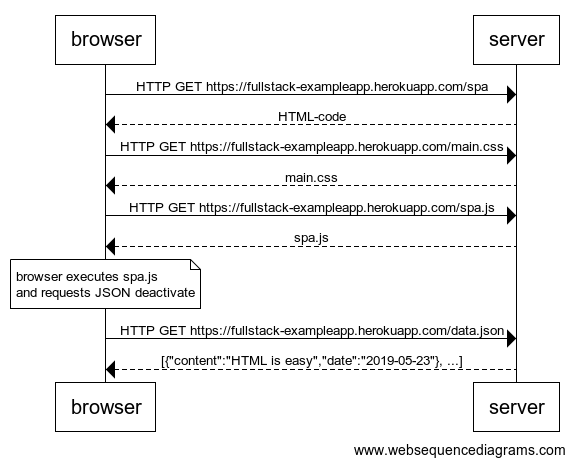 browser
server
HTTP GET https://fullstack-exampleapp.herokuapp.com/spa
HTML-code
HTTP GET https://fullstack-exampleapp.herokuapp.com/main.css
main.css
HTTP GET https://fullstack-exampleapp.herokuapp.com/spa.js
spa.js
browser executes spa.js
and requests JSON deactivate
HTTP GET https://fullstack-exampleapp.herokuapp.com/data.json
[{"content":"HTML is easy","date":"2019-05-23"}, ...]
browser
server
www.websequencediagrams.com